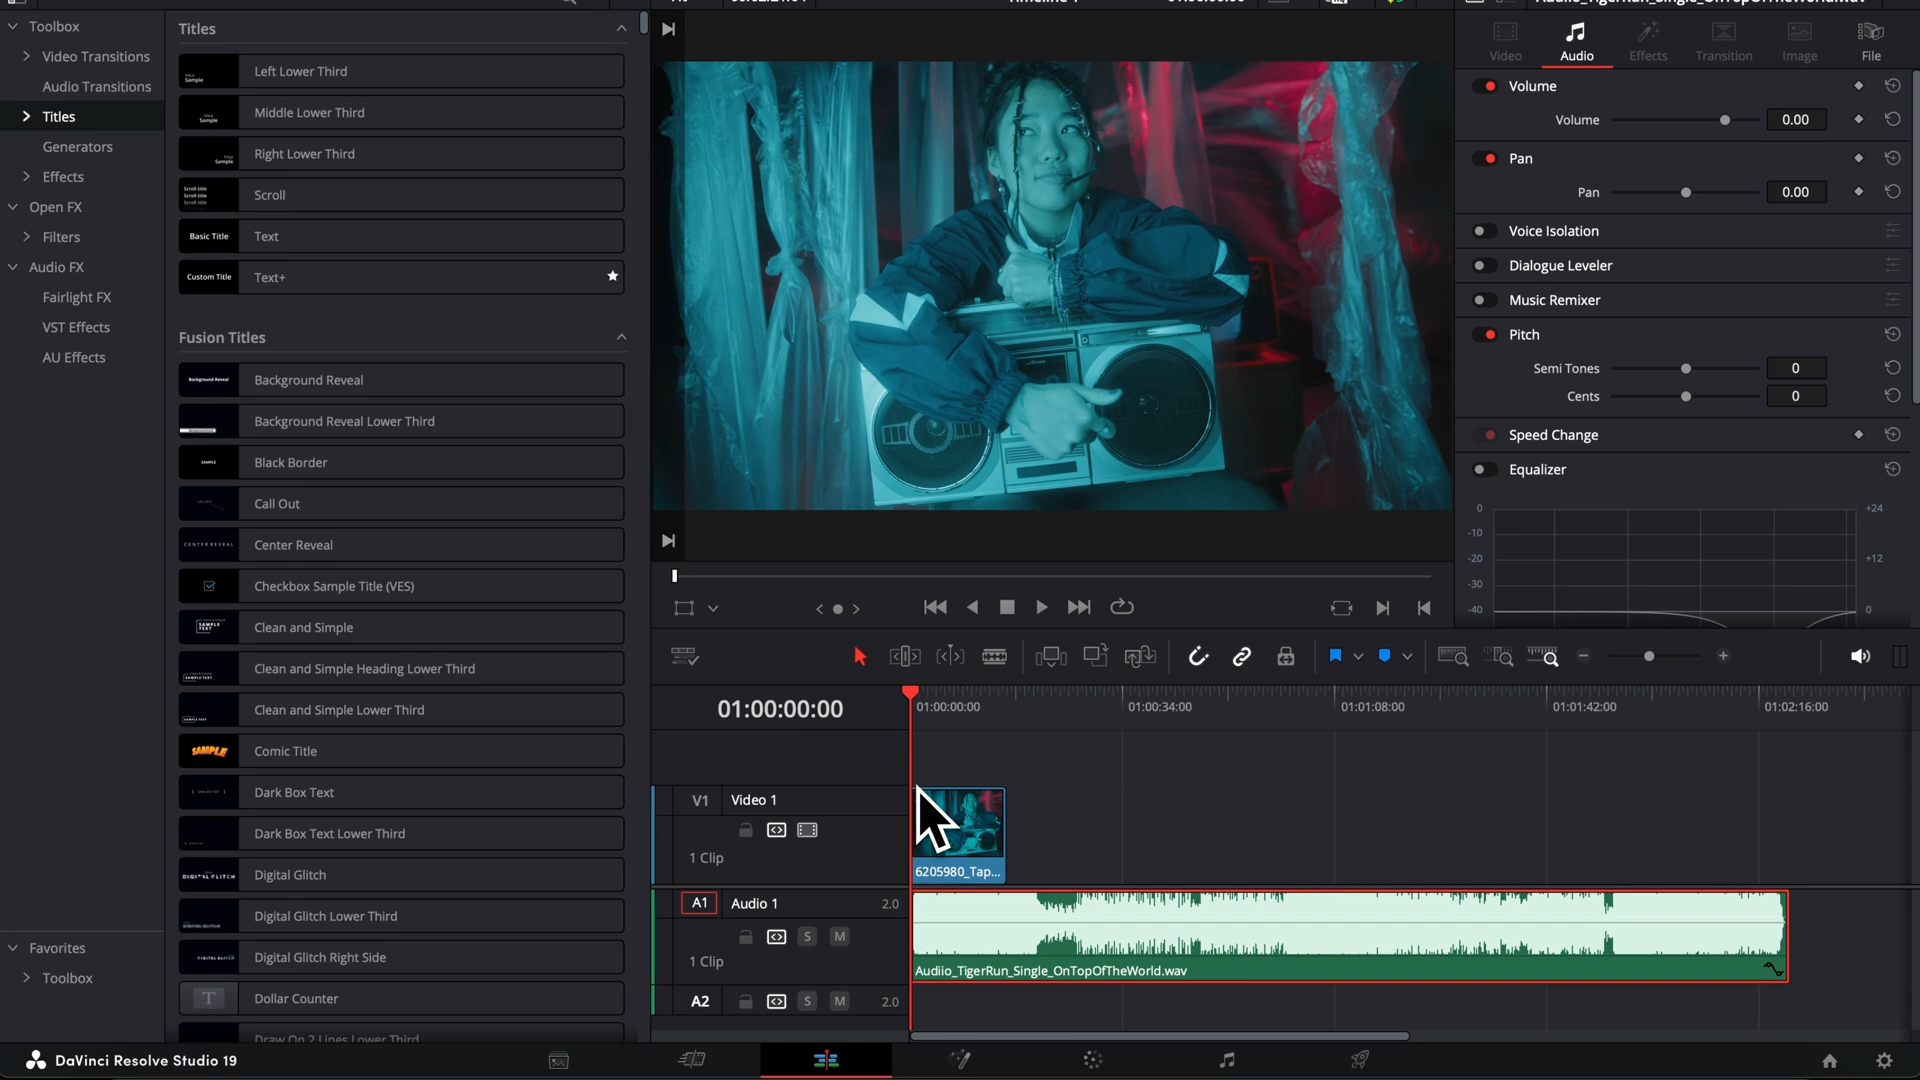 Toolbox
Video Transitions
Audio Transitions
Titles
Generators
Effects
Open FX
Filters
Audio FX
Fairlight FX
VST Effects
AU Effects
Favorites
Toolbox
Titles
Left Lower Third
Middle Lower Third
Right Lower Third
Scroll
Basic Title
Text
Custom Title
Text+
Fusion Titles
Background Reveal
Background Reveal Lower Third
Black Border
Call Out
Center Reveal
Checkbox Sample Title (VES)
Clean and Simple
Clean and Simple Heading Lower Third
Clean and Simple Lower Third
SAMPLE
Comic Title
Dark Box Text
Dark Box Text Lower Third
DIGITAL GLITCH
Digital Glitch
Digital Glitch Lower Third
Digital Glitch Right Side
T
Dollar Counter
Draw On 2 Lines Lower Third
Video
Audio
Effects
Transition
Image
File
Volume
Volume 0.00
Pan
Pan 0.00
Voice Isolation
Dialogue Leveler
Music Remixer
Pitch
Semi Tones 0
Cents 0
Speed Change
Equalizer
0 +24
-10
-20 +12
-30
-40 0
01:00:00:00
01:00:00:00 01:00:34:00 01:01:08:00 01:01:42:00 01:02:16:00
V1 Video 1
1 Clip
6205980_Tap...
A1 Audio 1 2.0
S M
1 Clip
Audiio_TigerRun_Single_OnTopOfTheWorld.wav
A2 S M 2.0
DaVinci Resolve Studio 19